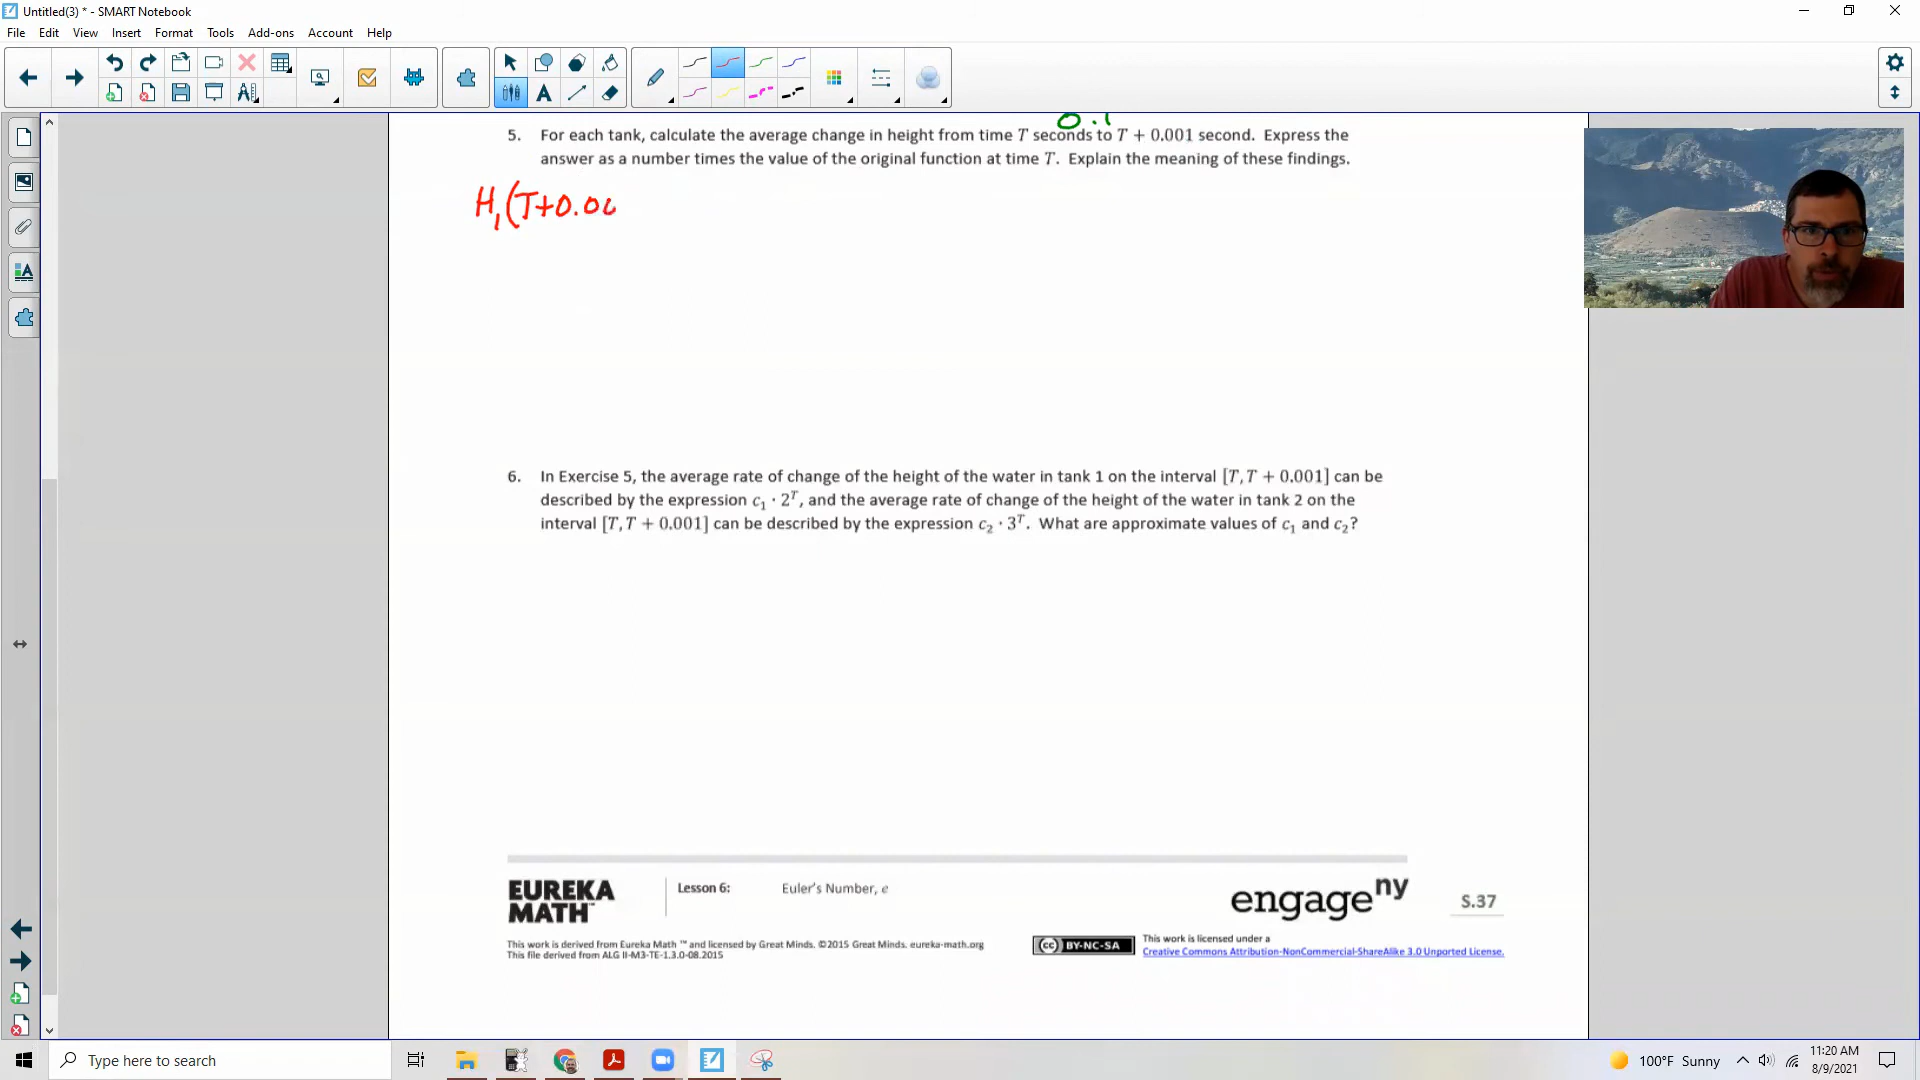 Untitled(3) * - SMART Notebook
File Edit View Insert Format Tools Add-ons Account Help
0.1
5. For each tank, calculate the average change in height from time T seconds to T + 0.001 second. Express the
answer as a number times the value of the original function at time T. Explain the meaning of these findings.
H₁(T+0.00
6. In Exercise 5, the average rate of change of the height of the water in tank 1 on the interval [T, T + 0.001] can be
described by the expression c₁ · 2ᵀ, and the average rate of change of the height of the water in tank 2 on the
interval [T, T + 0.001] can be described by the expression c₂ · 3ᵀ. What are approximate values of c₁ and c₂?
EUREKA
MATH™
Lesson 6: Euler's Number, e
engage ny
S.37
This work is derived from Eureka Math ™ and licensed by Great Minds. ©2015 Great Minds. eureka-math.org
This file derived from ALG II-M3-TE-1.3.0-08.2015
cc BY-NC-SA
This work is licensed under a
Creative Commons Attribution-NonCommercial-ShareAlike 3.0 Unported License.
Type here to search
100°F Sunny
11:20 AM
8/9/2021